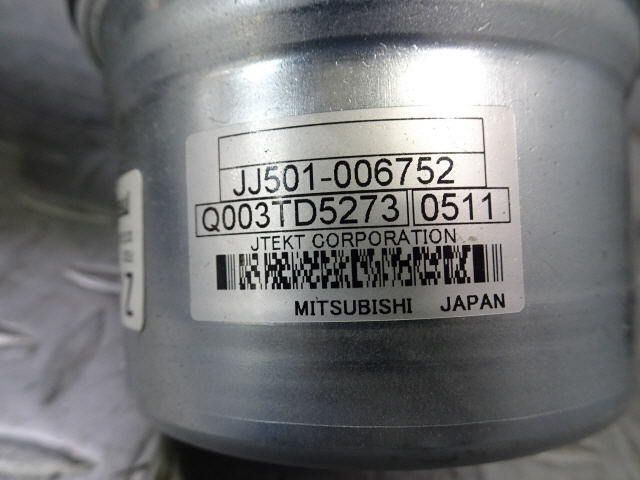 JJ501-006752
Q003TD5273 0511
JTEKT CORPORATION
MITSUBISHI JAPAN